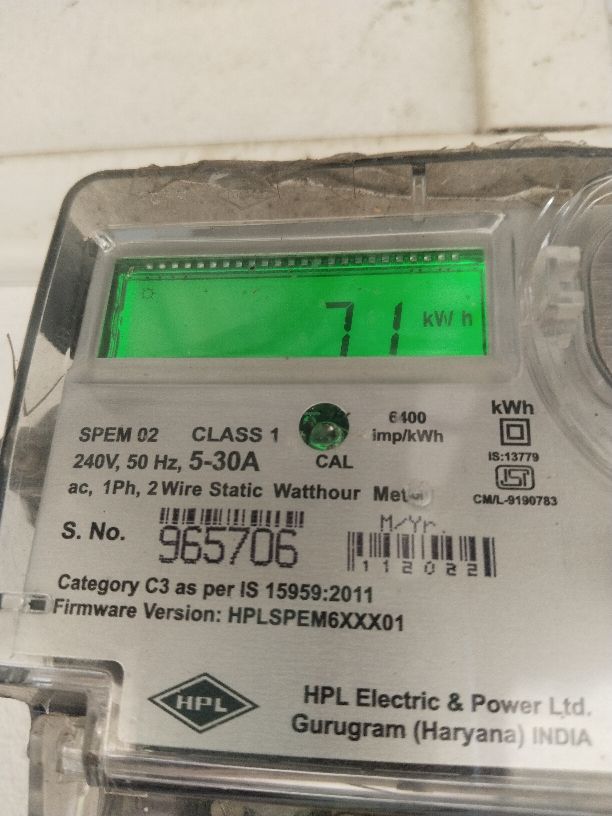 71 kW h
SPEM 02 CLASS 1
6400
imp/kWh
kWh
240V, 50 Hz, 5-30A
CAL
IS:13779
ISI
CM/L-9190783
ac, 1Ph, 2 Wire Static Watthour
S. No. 965706
M/Yr.
112022
Category C3 as per IS 15959:2011
Firmware Version: HPLSPEM6XXX01
HPL
HPL Electric & Power Ltd.
Gurugram (Haryana) INDIA